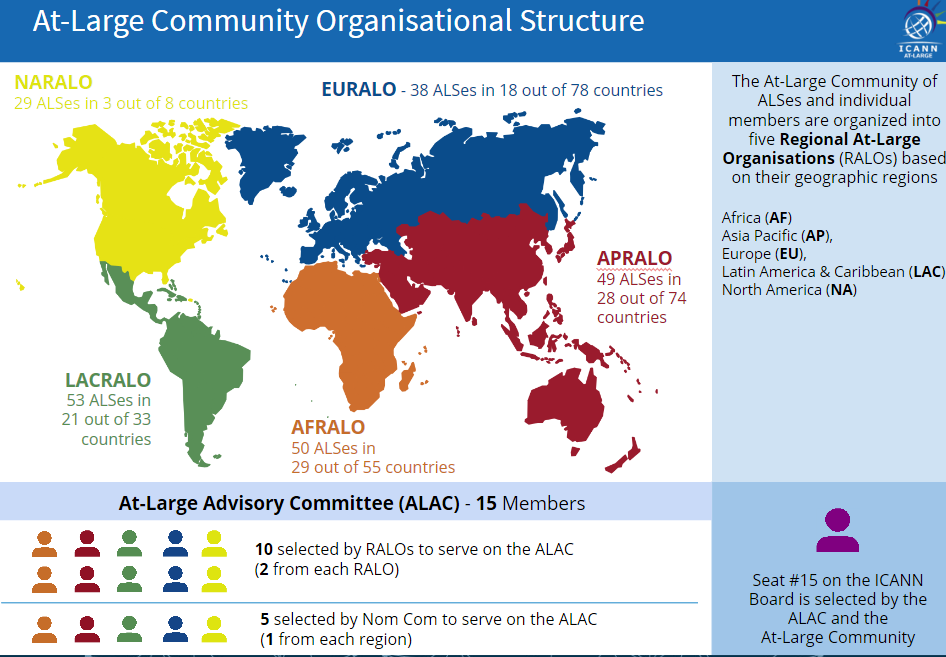 At-Large Community Organisational Structure
ICANN
AT-LARGE
NARALO
29 ALSes in 3 out of 8 countries
EURALO - 38 ALSes in 18 out of 78 countries
APRALO
49 ALSes in
28 out of 74
countries
LACRALO
53 ALSes in
21 out of 33
countries
AFRALO
50 ALSes in
29 out of 55 countries
The At-Large Community of
ALSes and individual
members are organized into
five Regional At-Large
Organisations (RALOs) based
on their geographic regions
Africa (AF)
Asia Pacific (AP),
Europe (EU),
Latin America & Caribbean (LAC)
North America (NA)
At-Large Advisory Committee (ALAC) - 15 Members
10 selected by RALOs to serve on the ALAC
(2 from each RALO)
5 selected by Nom Com to serve on the ALAC
(1 from each region)
Seat #15 on the ICANN
Board is selected by the
ALAC and the
At-Large Community